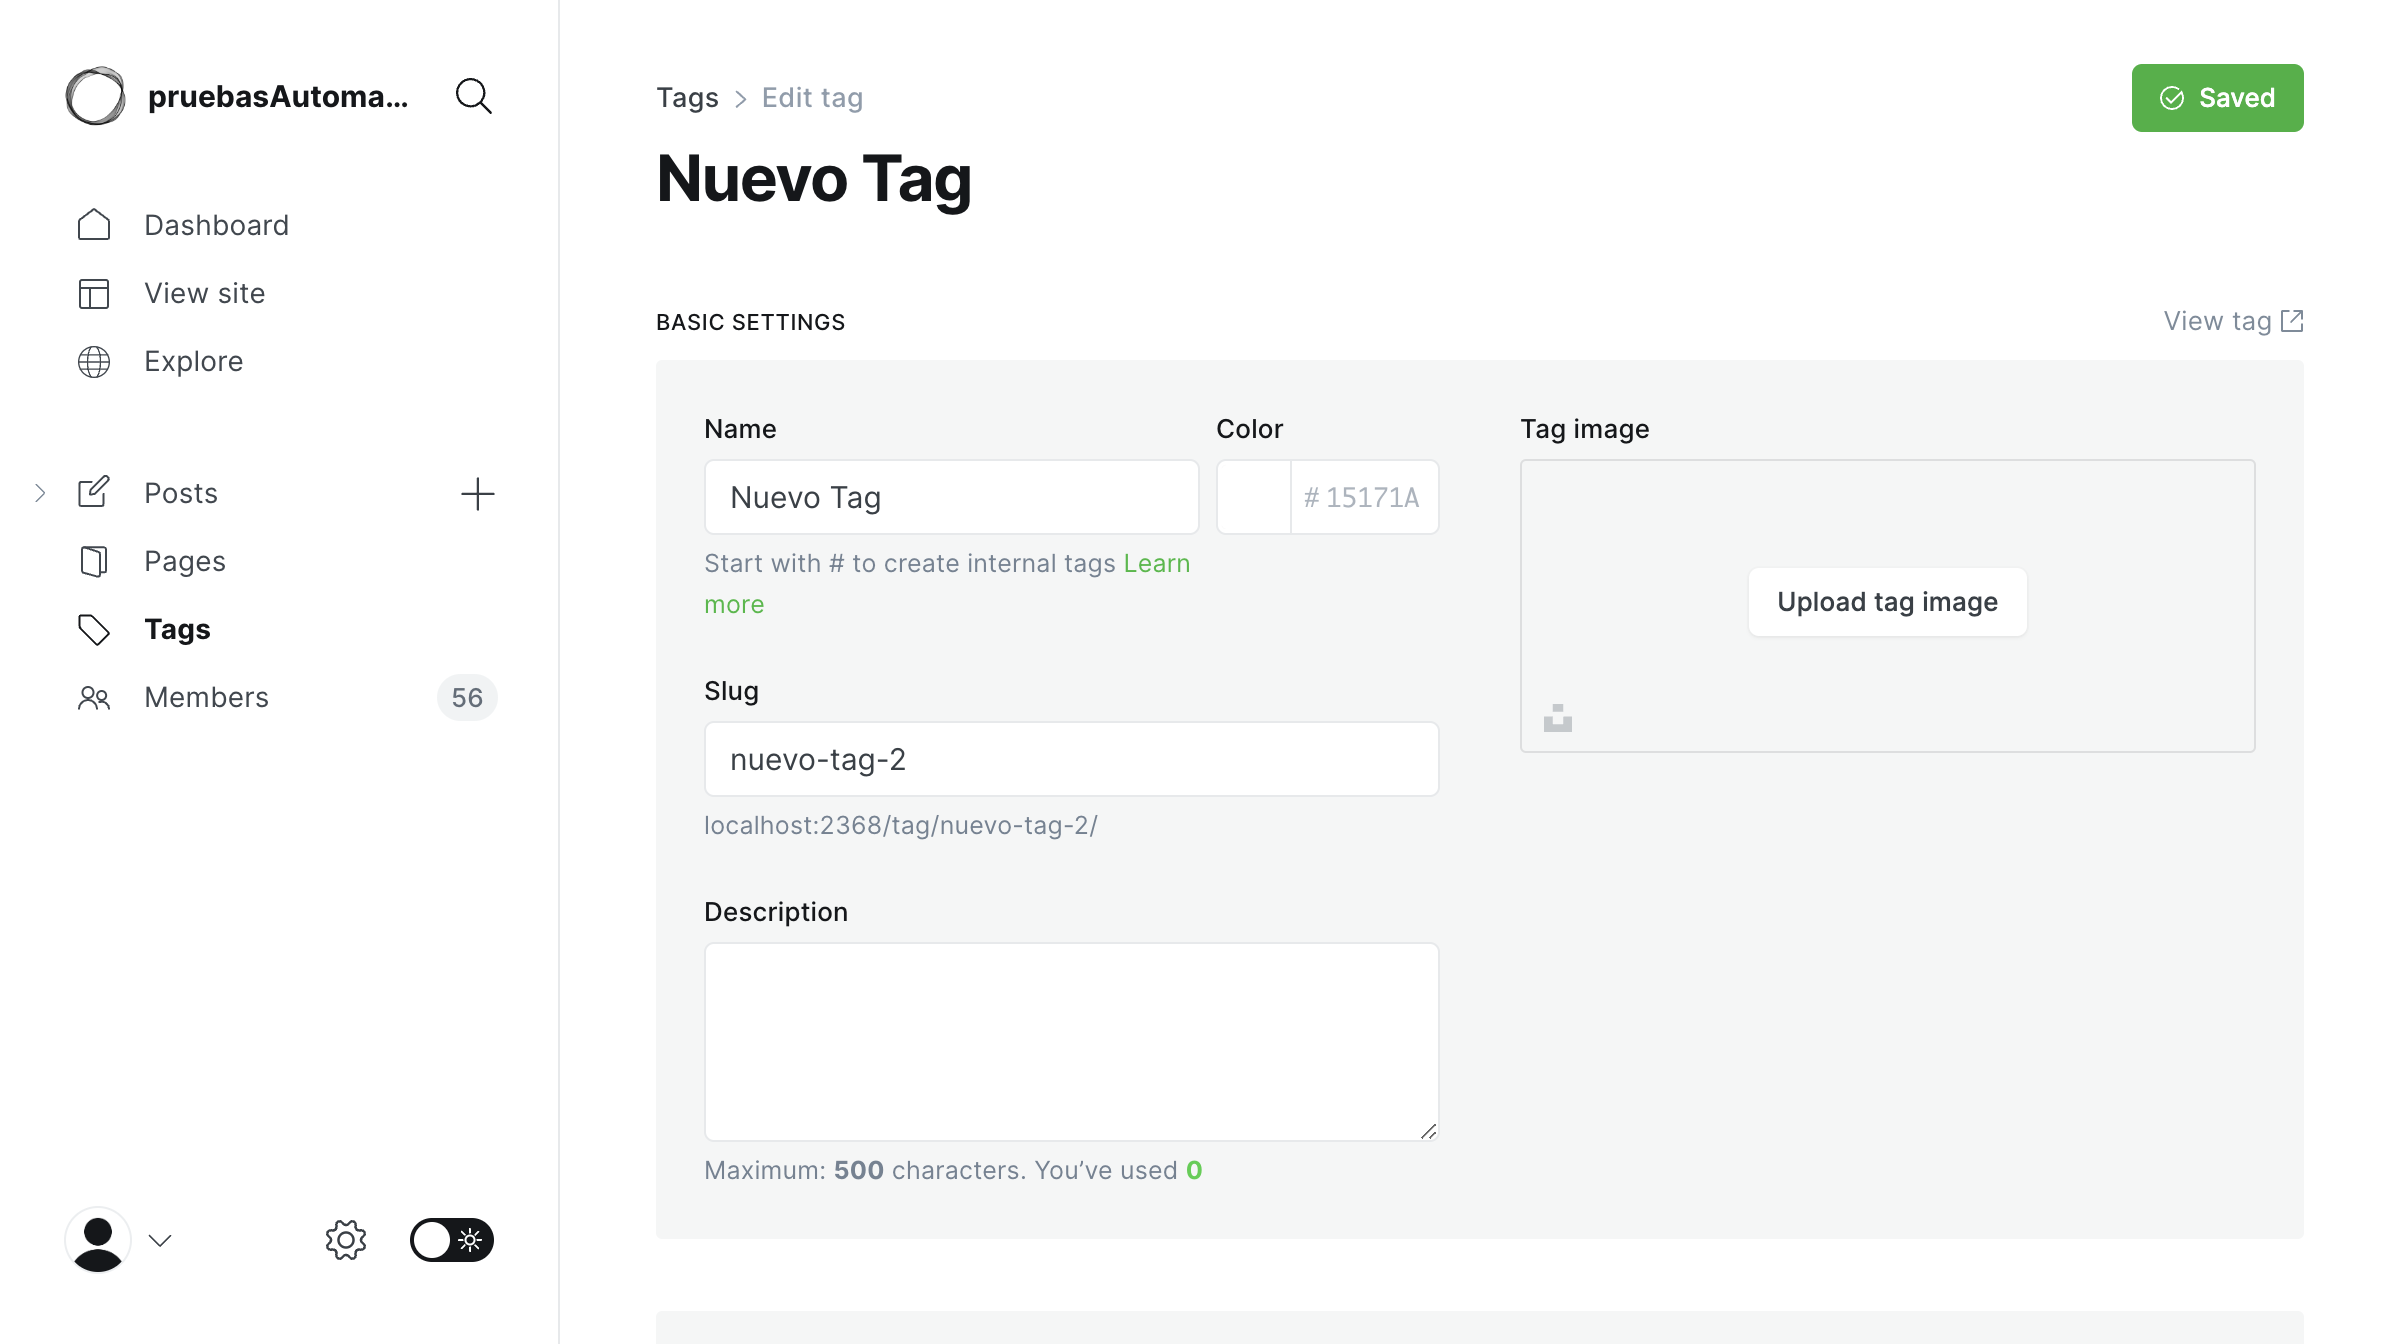 pruebasAutoma...
Dashboard
View site
Explore
Posts
Pages
Tags
Members
56
Tags > Edit tag
Saved
Nuevo Tag
BASIC SETTINGS
View tag
Name
Nuevo Tag
Start with # to create internal tags Learn
more
Color
# 15171A
Slug
nuevo-tag-2
localhost:2368/tag/nuevo-tag-2/
Description
Maximum: 500 characters. You’ve used 0
Tag image
Upload tag image